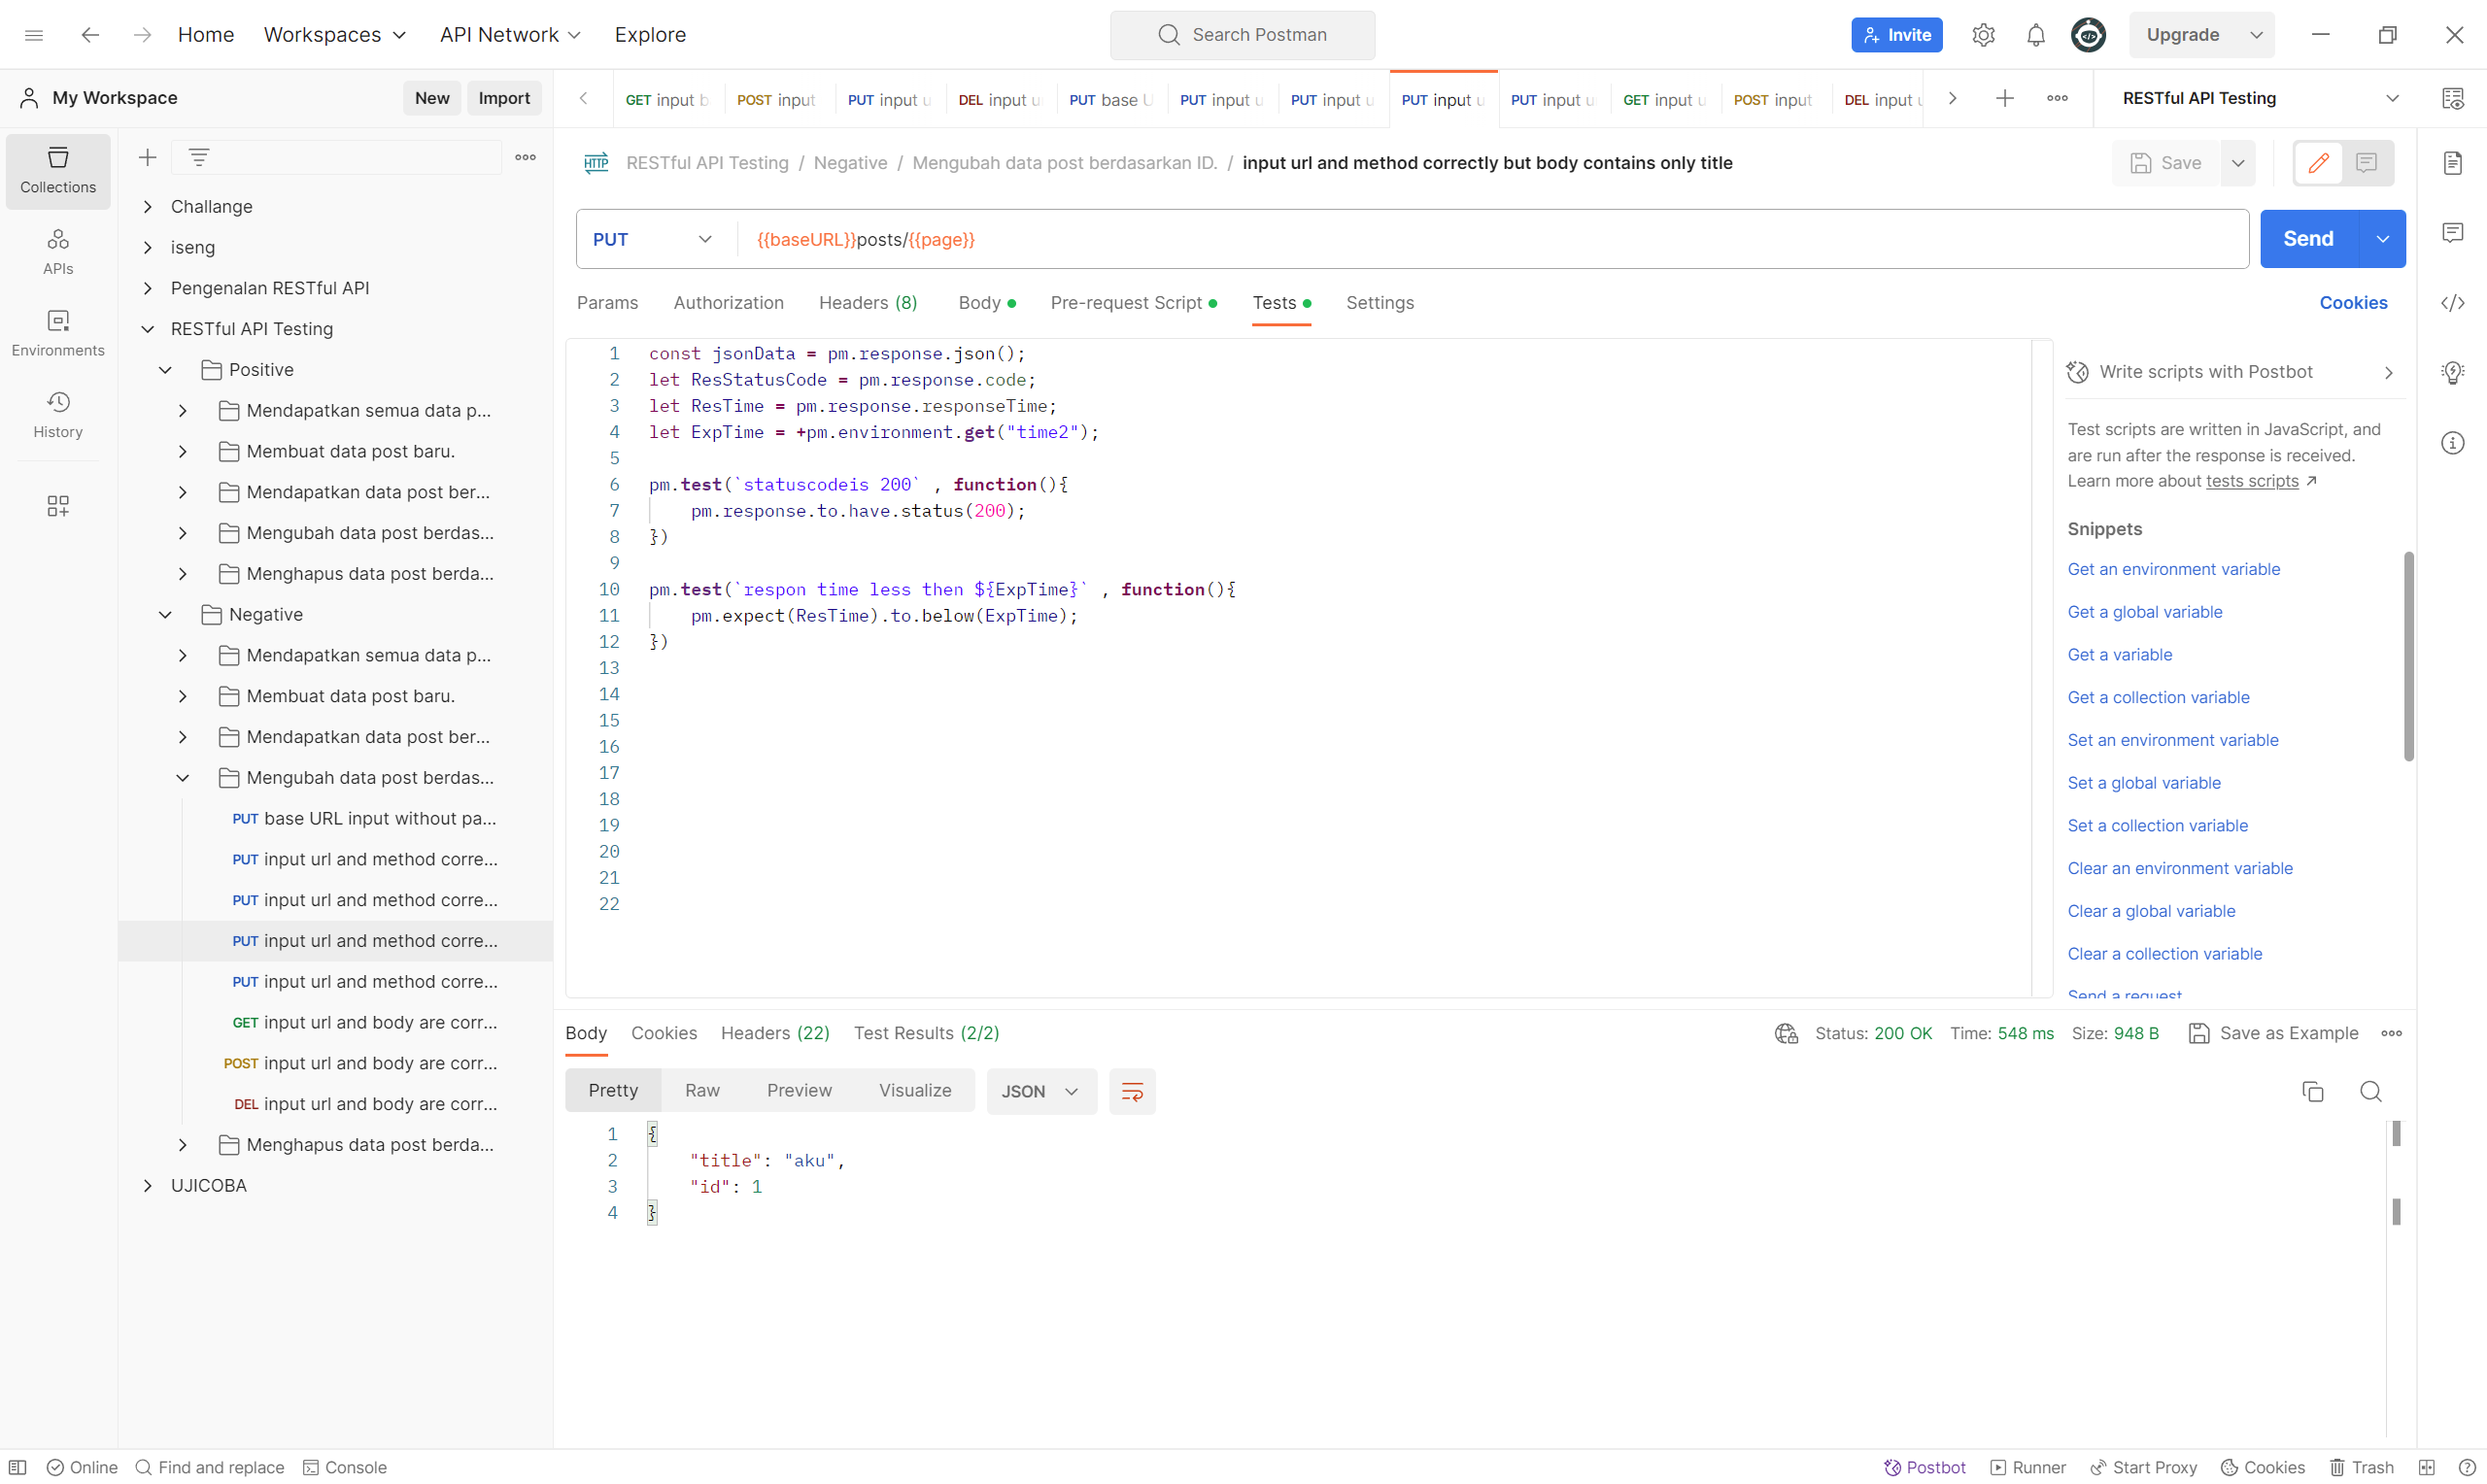 Home Workspaces API Network Explore Search Postman Invite Upgrade
My Workspace New Import
GET input b POST input PUT input u DEL input u PUT base U PUT input u PUT input u PUT input u PUT input u GET input u POST input DEL input u RESTful API Testing
Collections
APIs
Environments
History
Challange
iseng
Pengenalan RESTful API
RESTful API Testing
Positive
Mendapatkan semua data p...
Membuat data post baru.
Mendapatkan data post ber...
Mengubah data post berdas...
Menghapus data post berda...
Negative
Mendapatkan semua data p...
Membuat data post baru.
Mendapatkan data post ber...
Mengubah data post berdas...
PUT base URL input without pa...
PUT input url and method corre...
PUT input url and method corre...
PUT input url and method corre...
PUT input url and method corre...
GET input url and body are corr...
POST input url and body are corr...
DEL input url and body are corr...
Menghapus data post berda...
UJICOBA
HTTP RESTful API Testing / Negative / Mengubah data post berdasarkan ID. / input url and method correctly but body contains only title Save
PUT {{baseURL}}posts/{{page}} Send
Params Authorization Headers (8) Body Pre-request Script Tests Settings Cookies
1 const jsonData = pm.response.json();
2 let ResStatusCode = pm.response.code;
3 let ResTime = pm.response.responseTime;
4 let ExpTime = +pm.environment.get("time2");
5
6 pm.test(`statuscodeis 200` , function(){
7 pm.response.to.have.status(200);
8 })
9
10 pm.test(`respon time less then ${ExpTime}` , function(){
11 pm.expect(ResTime).to.below(ExpTime);
12 })
13
14
15
16
17
18
19
20
21
22
Write scripts with Postbot
Test scripts are written in JavaScript, and
are run after the response is received.
Learn more about tests scripts
Snippets
Get an environment variable
Get a global variable
Get a variable
Get a collection variable
Set an environment variable
Set a global variable
Set a collection variable
Clear an environment variable
Clear a global variable
Clear a collection variable
Send a request
Body Cookies Headers (22) Test Results (2/2) Status: 200 OK Time: 548 ms Size: 948 B Save as Example
Pretty Raw Preview Visualize JSON
1 {
2 "title": "aku",
3 "id": 1
4 }
Online Find and replace Console Postbot Runner Start Proxy Cookies Trash